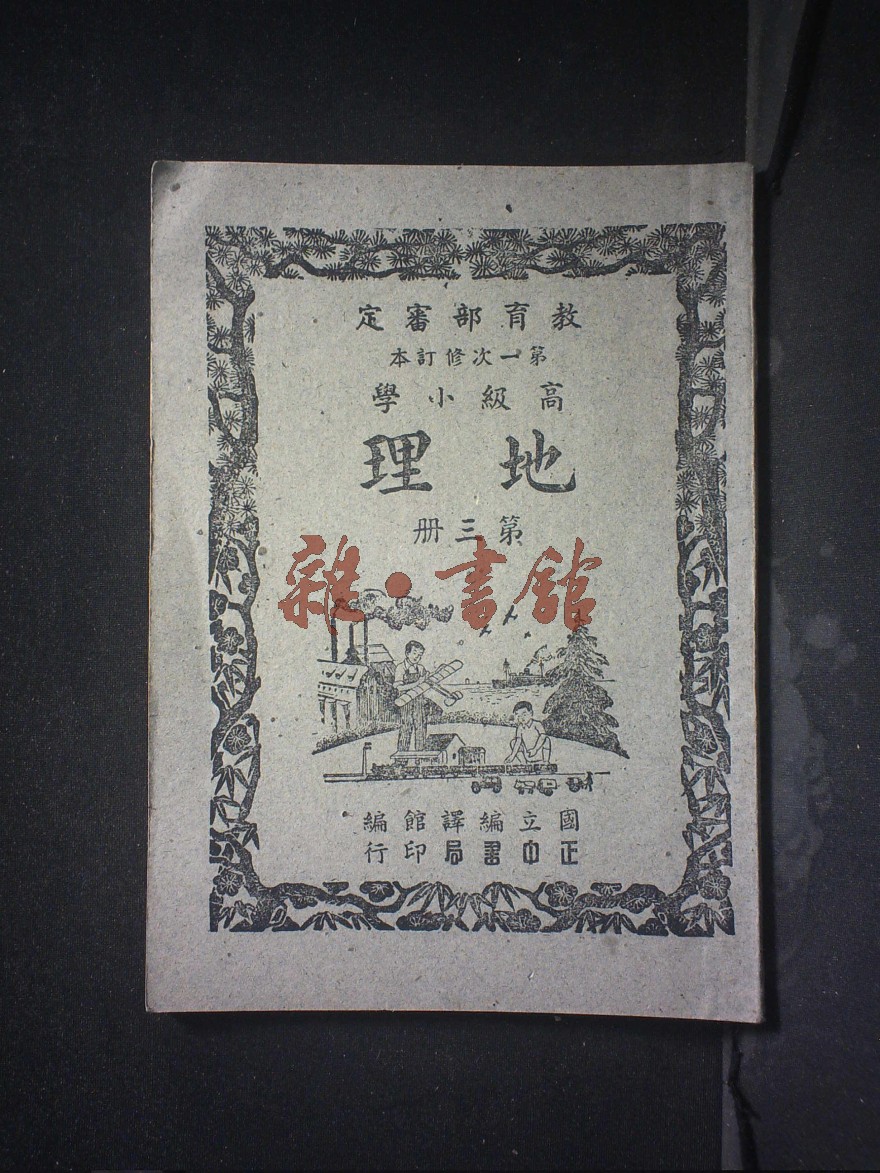 教育部審定
第一次修訂本
高級小學
地理
第三册
雜·書館
國立編譯館編
正中書局印行